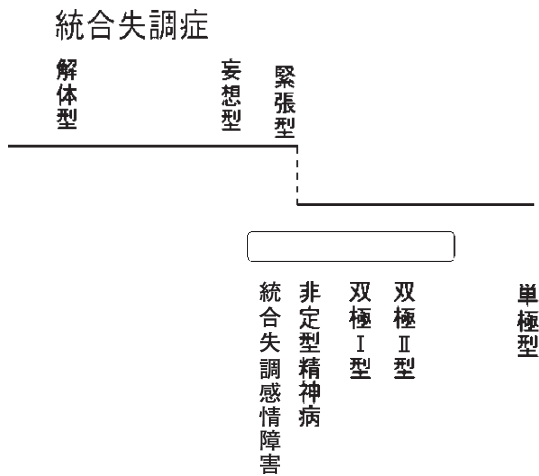 統合失調症
解体型
妄想型
緊張型
統合失調感情障害
非定型精神病
双極Ⅰ型
双極Ⅱ型
単極型